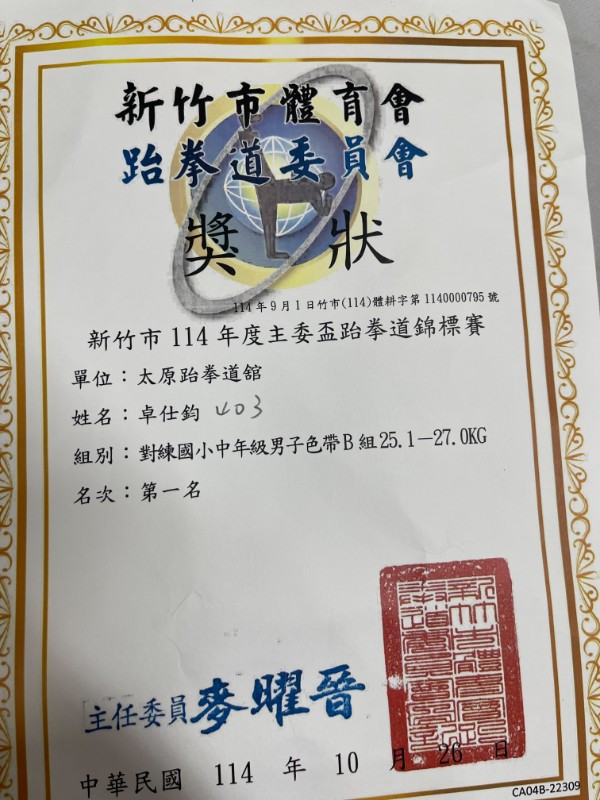 新竹市體育會
跆拳道委員會
獎狀
114年9月1日竹市(114)體耕字第1140000795號
新竹市114年度主委盃跆拳道錦標賽
單位：太原跆拳道舘
姓名：卓仕鈞 403
組別：對練國小中年級男子色帶B組25.1—27.0KG
名次：第一名
主任委員 麥曜晉
中華民國 114 年 10 月 26 日
CA04B-22309